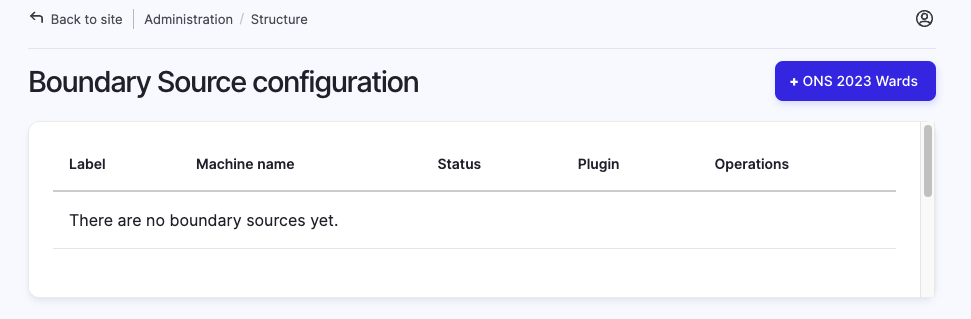 Back to site Administration / Structure
Boundary Source configuration
+ ONS 2023 Wards
Label Machine name Status Plugin Operations
There are no boundary sources yet.